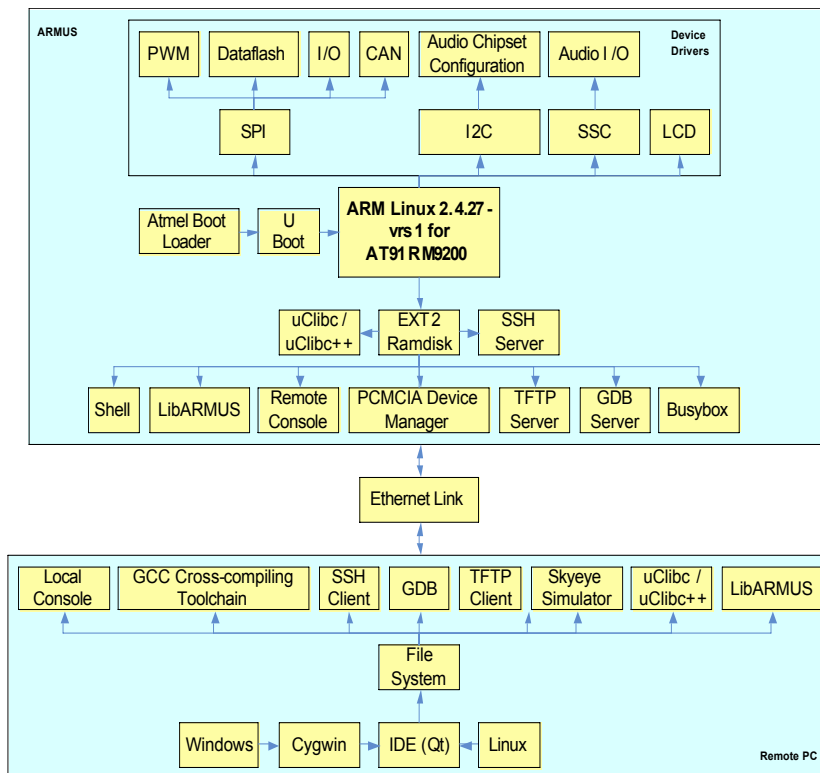 ARMUS
Device
Drivers
PWM
Dataflash
I/O
CAN
Audio Chipset
Configuration
Audio I/O
SPI
I2C
SSC
LCD
Atmel Boot
Loader
U
Boot
ARM Linux 2.4.27-
vrs1 for
AT91RM9200
uClibc /
uClibc++
EXT2
Ramdisk
SSH
Server
Shell
LibARMUS
Remote
Console
PCMCIA Device
Manager
TFTP
Server
GDB
Server
Busybox
Ethernet Link
Local
Console
GCC Cross-compiling
Toolchain
SSH
Client
GDB
TFTP
Client
Skyeye
Simulator
uClibc /
uClibc++
LibARMUS
File
System
Windows
Cygwin
IDE (Qt)
Linux
Remote PC